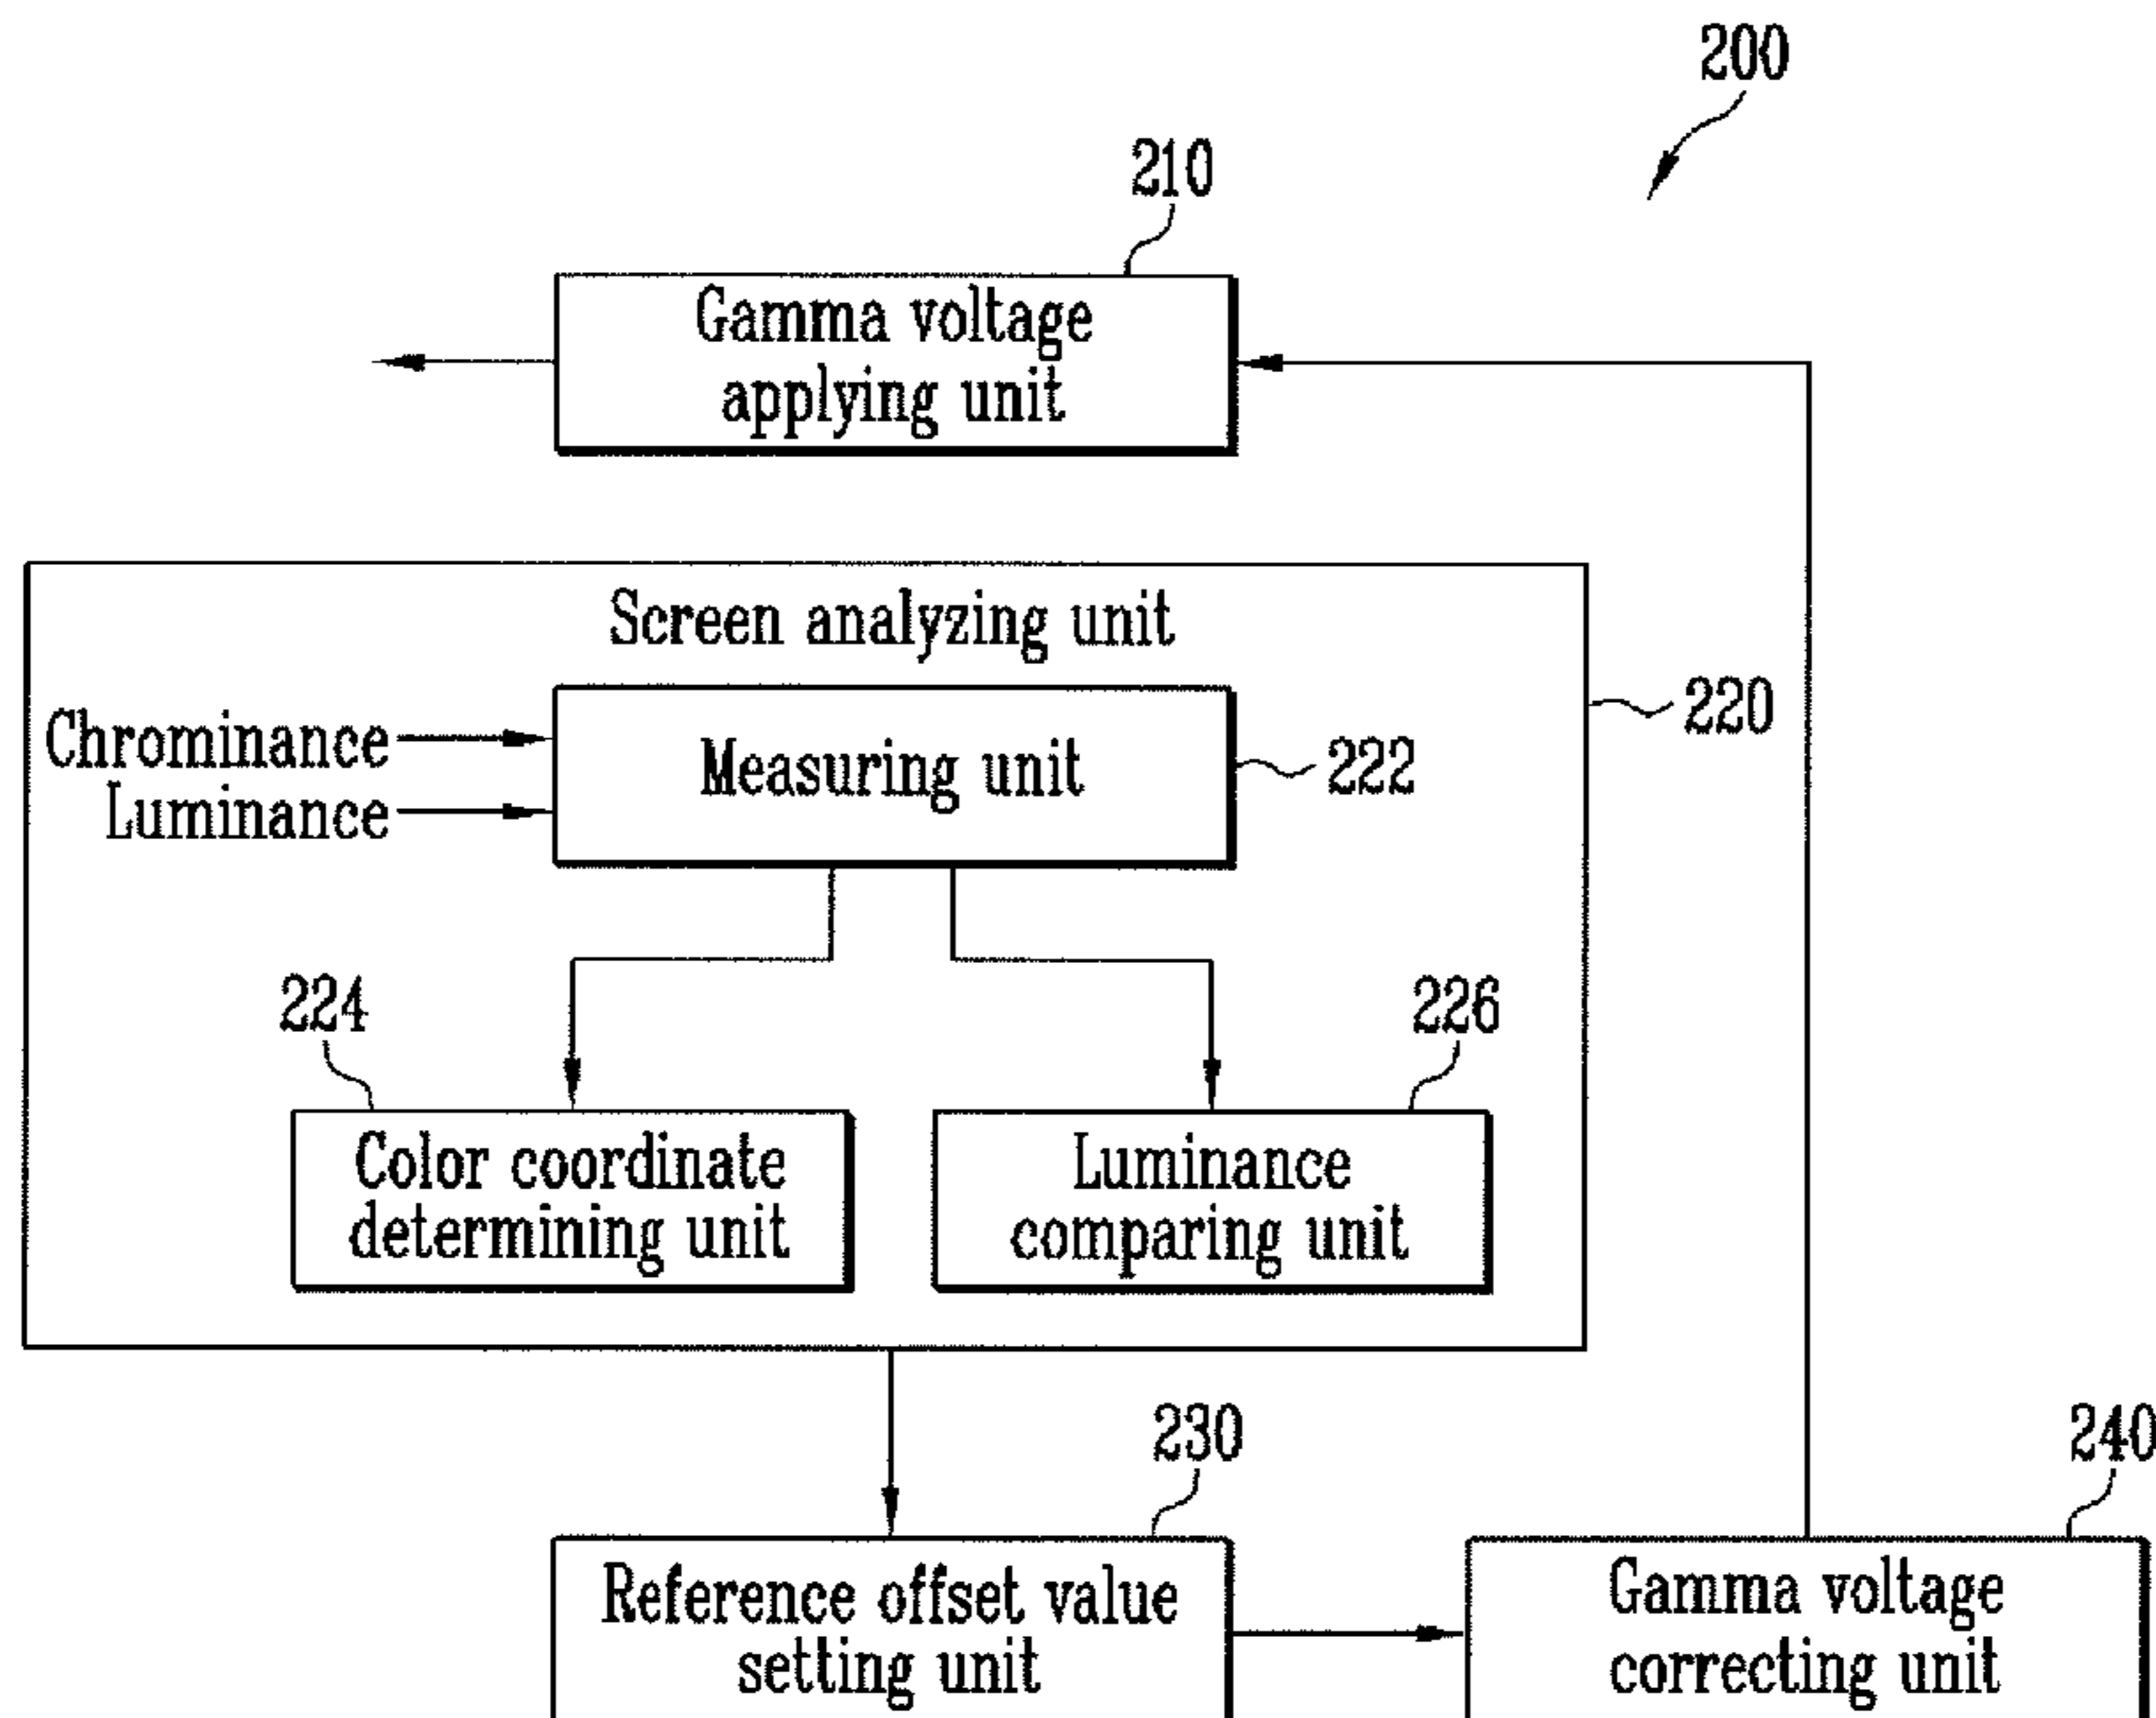 200
210
Gamma voltage
applying unit
Screen analyzing unit
220
Chrominance
Luminance
Measuring unit
222
224
226
Color coordinate
determining unit
Luminance
comparing unit
230
240
Reference offset value
setting unit
Gamma voltage
correcting unit